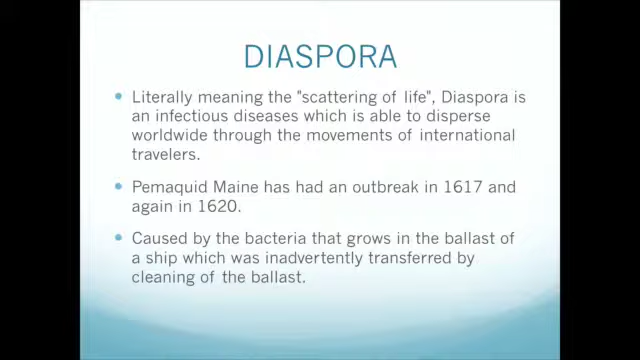 DIASPORA
Literally meaning the "scattering of life", Diaspora is
an infectious diseases which is able to disperse
worldwide through the movements of international
travelers.
Pemaquid Maine has had an outbreak in 1617 and
again in 1620.
Caused by the bacteria that grows in the ballast of
a ship which was inadvertently transferred by
cleaning of the ballast.